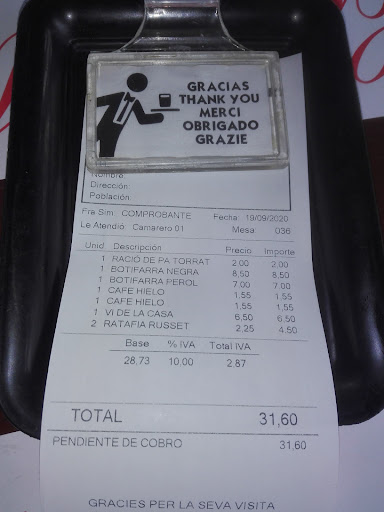 GRACIAS
THANK YOU
MERCI
OBRIGADO
GRAZIE
Nombre
Dirección
Población
Fra Sim. COMPROBANTE Fecha: 19/09/2020
Le Atendió Camarero 01 Mesa: 036
Unid Descripción Precio Importe
1 RACIÓ DE PA TORRAT 2,00 2,00
1 BOTIFARRA NEGRA 8,50 8,50
1 BOTIFARRA PEROL 7,00 7,00
1 CAFE HIELO 1,55 1,55
1 CAFE HIELO 1,55 1,55
1 VI DE LA CASA 6,50 6,50
2 RATAFIA RUSSET 2,25 4,50
Base % IVA Total IVA
28,73 10,00 2,87
TOTAL 31,60
PENDIENTE DE COBRO 31,60
GRACIES PER LA SEVA VISITA